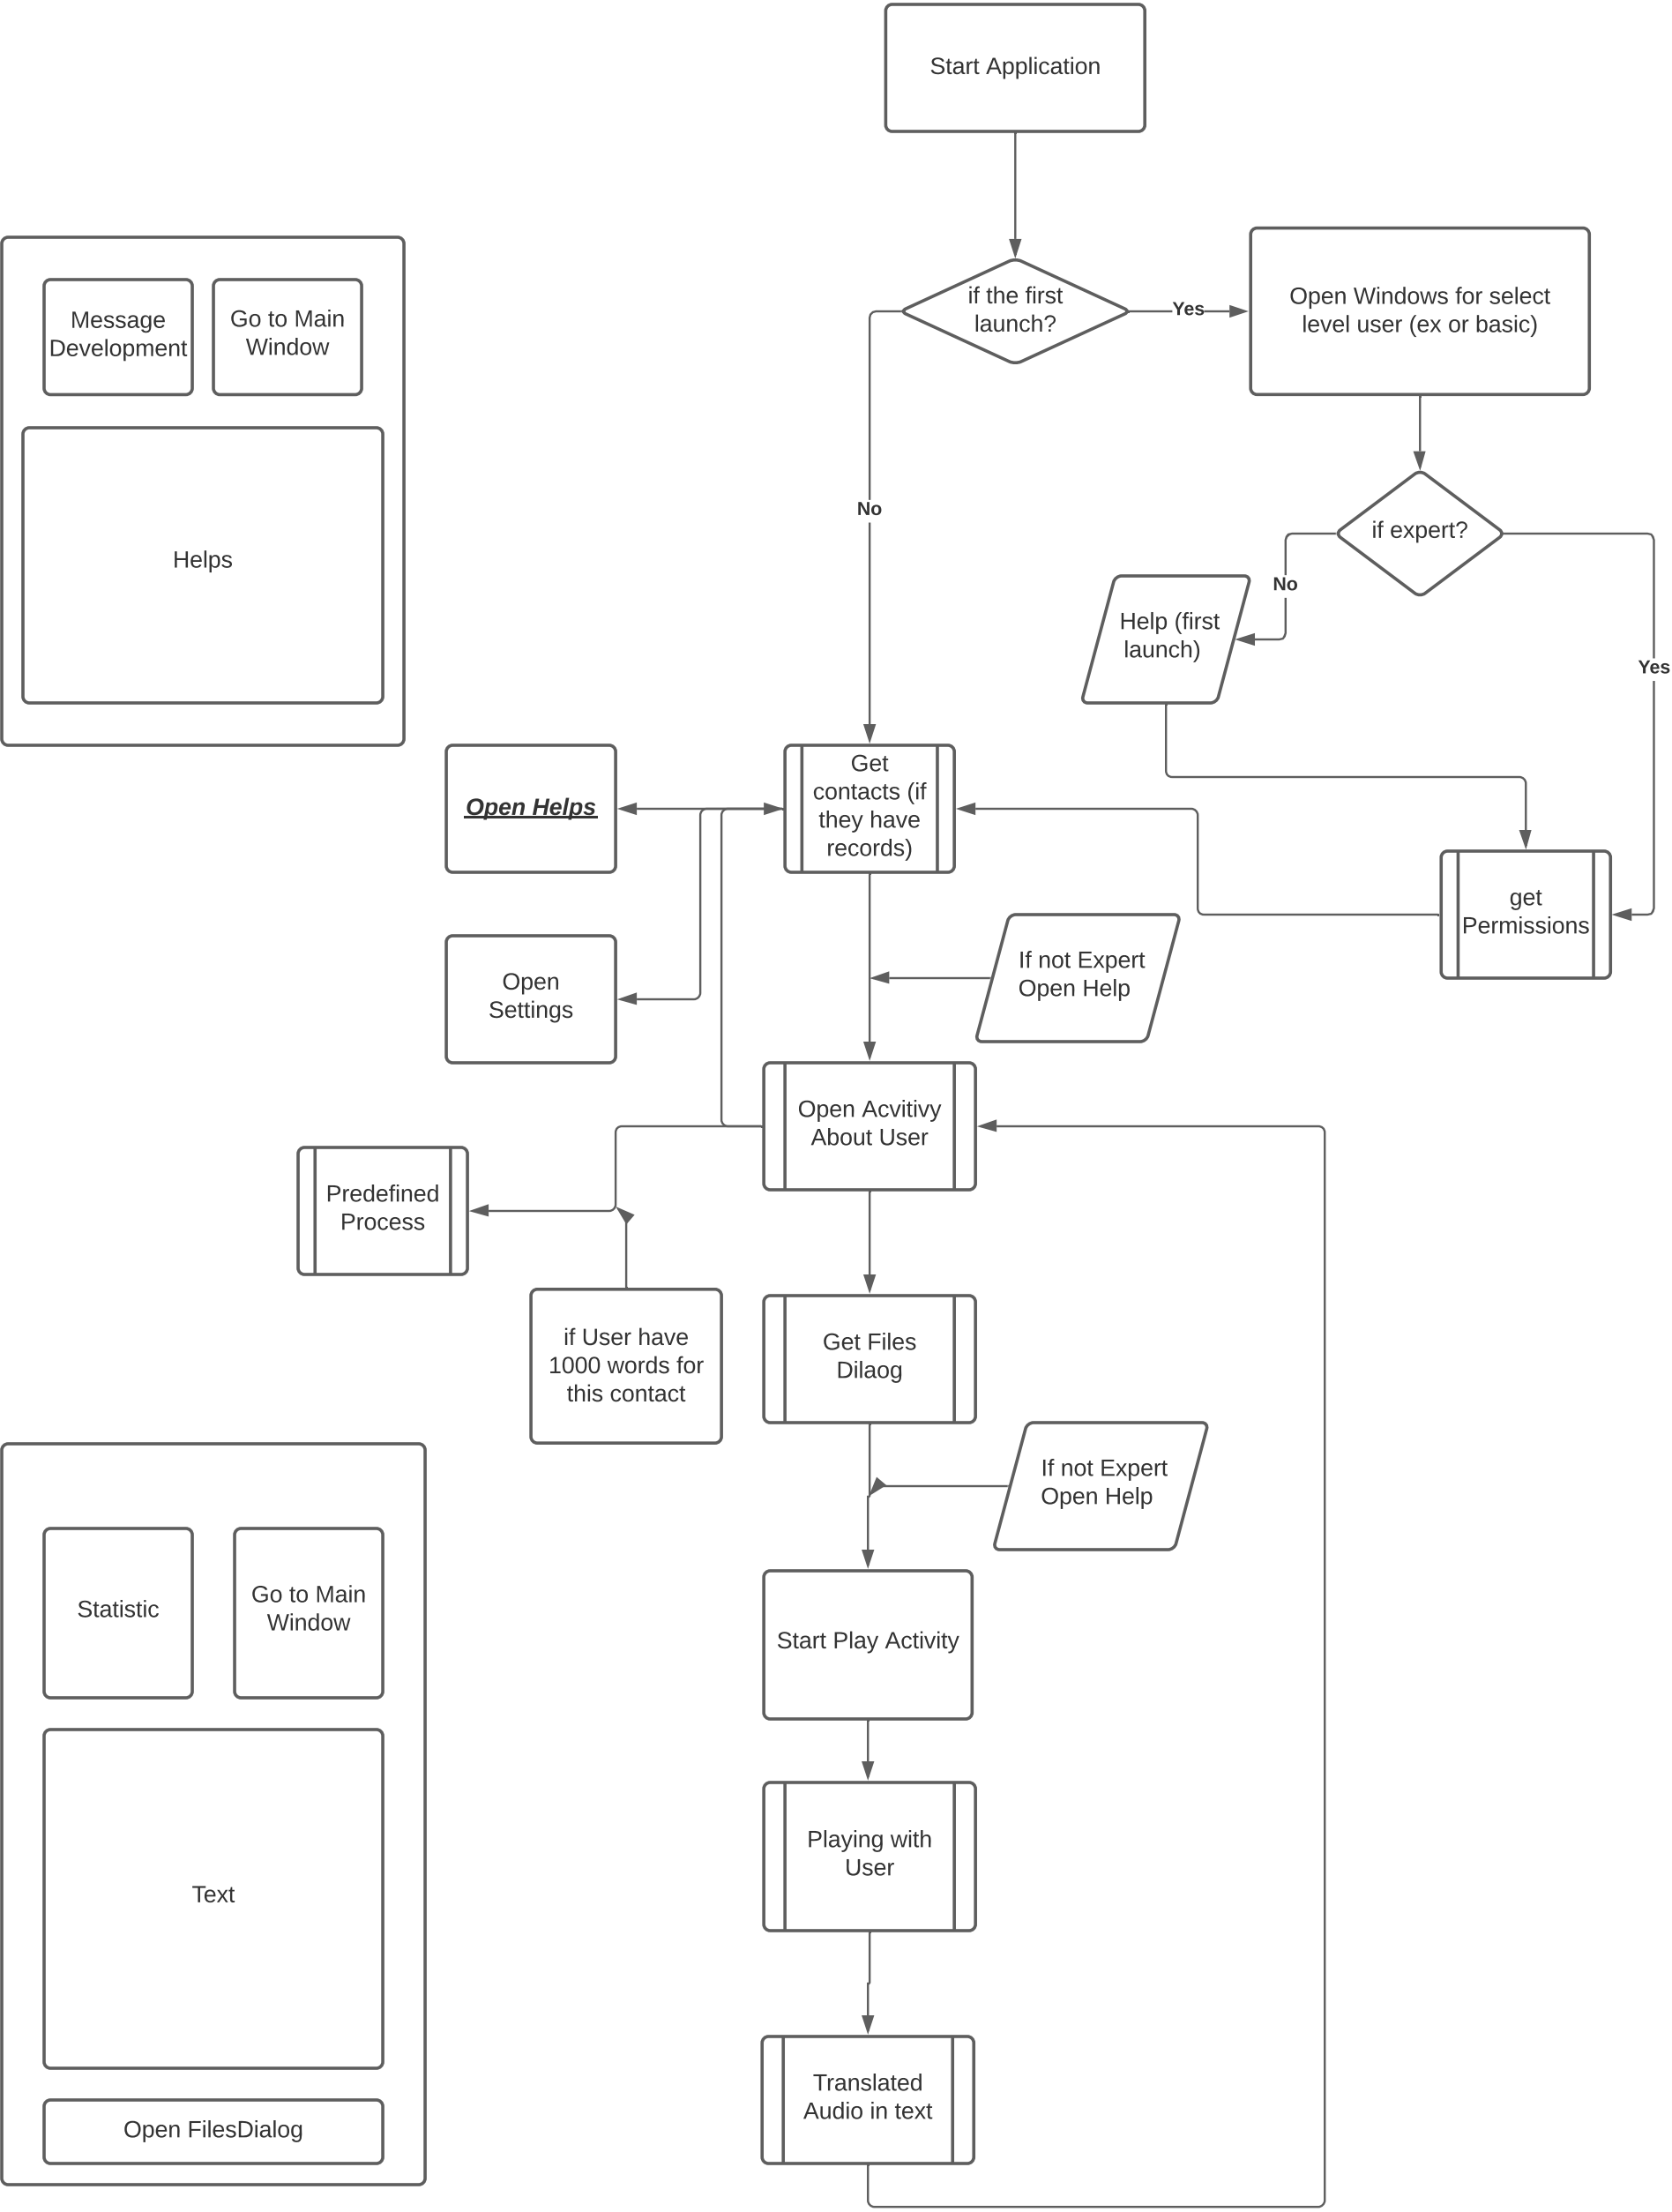 Start Application
if the first
launch?
Yes
Open Windows for select
level user (ex or basic)
Message
Development
Go to Main
Window
Helps
No
if expert?
No
Yes
Help (first
launch)
Open Helps
Get
contacts (if
they have
records)
get
Permissions
Open
Settings
If not Expert
Open Help
Open Acvitivy
About User
Predefined
Process
if User have
1000 words for
this contact
Get Files
Dilaog
If not Expert
Open Help
Statistic
Go to Main
Window
Start Play Activity
Text
Playing with
User
Translated
Audio in text
Open FilesDialog